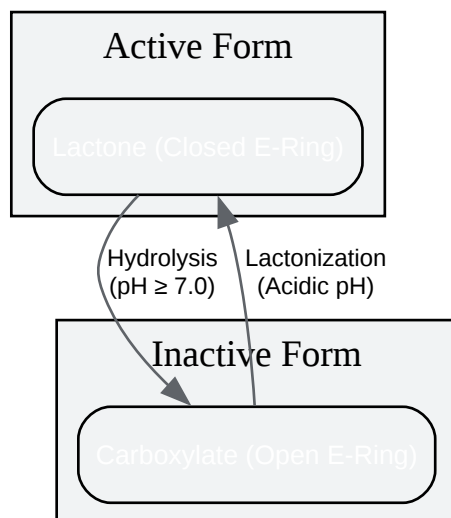 Active Form
Lactone (Closed E-Ring)
Hydrolysis
(pH ≥ 7.0)
Lactonization
(Acidic pH)
Inactive Form
Carboxylate (Open E-Ring)